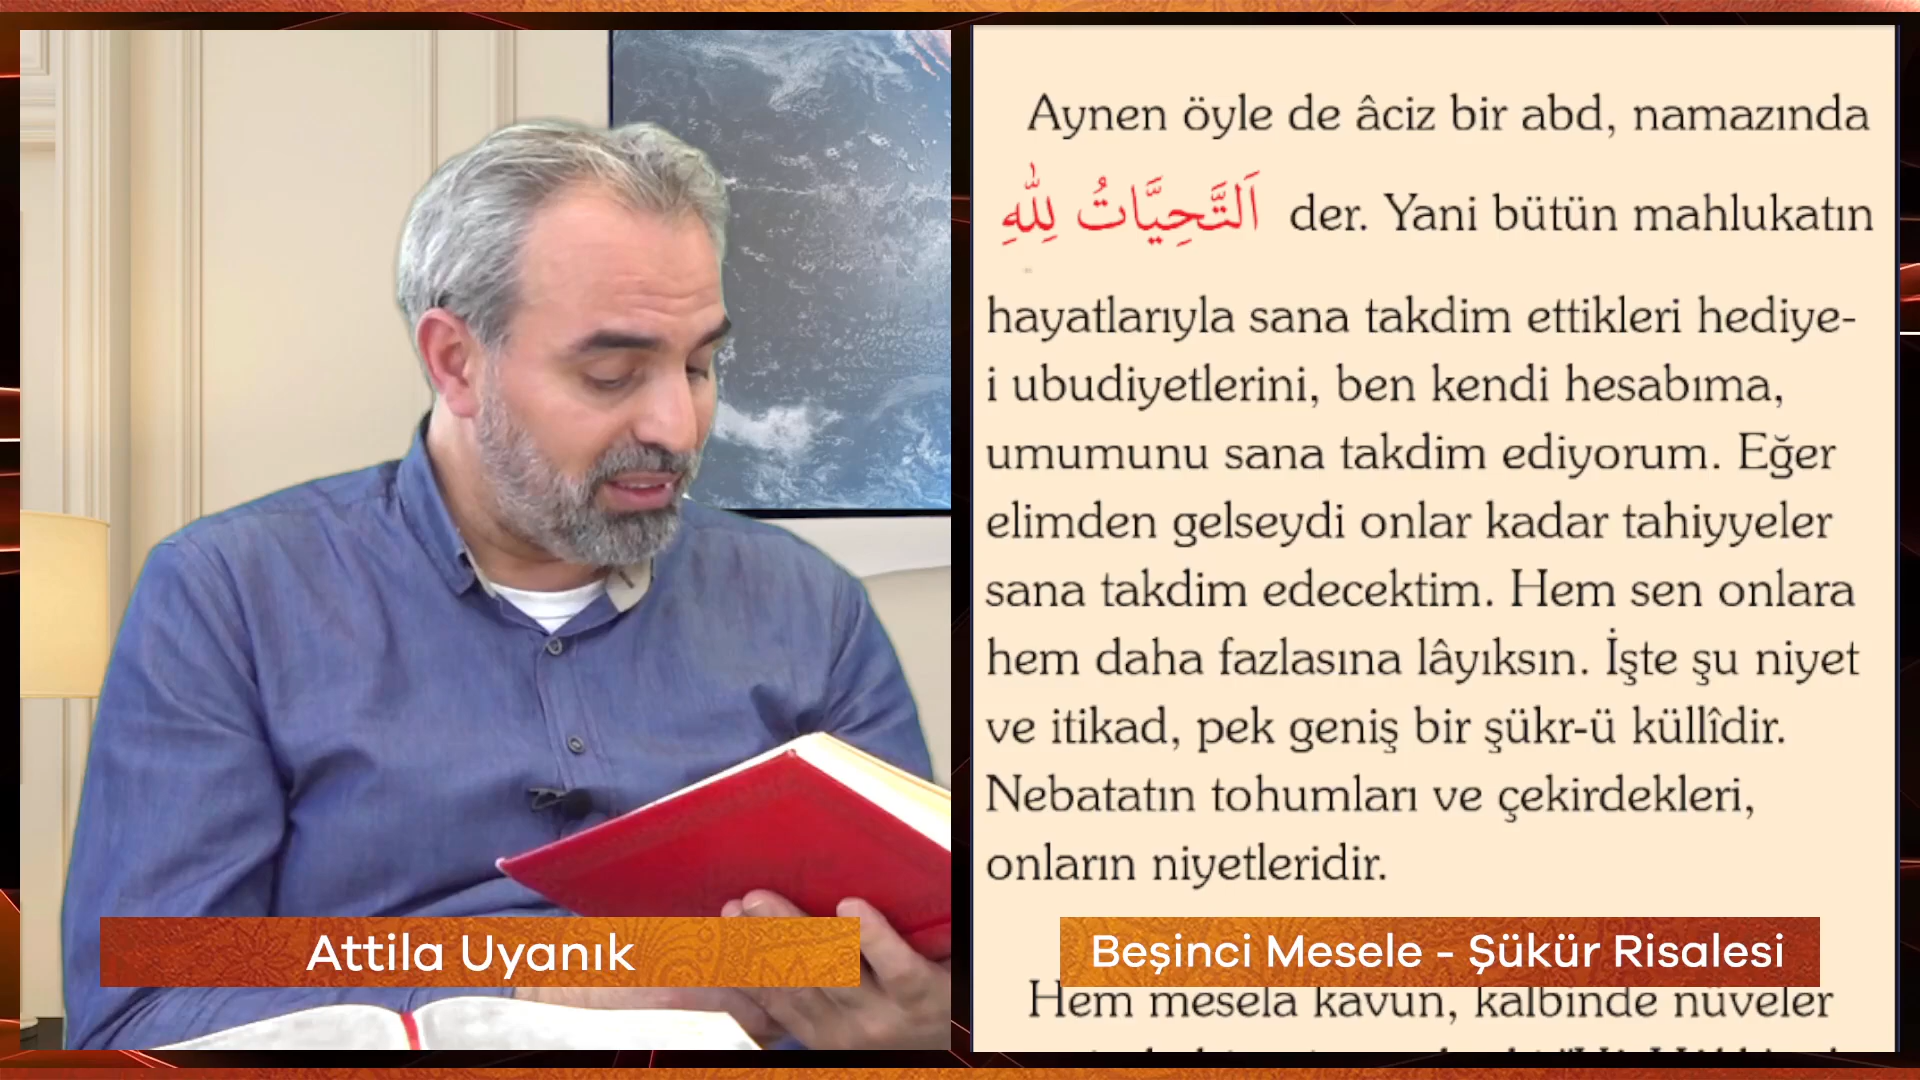 Aynen öyle de âciz bir abd, namazında
اَلتَّحِيَّاتُ لِلّٰهِ der. Yani bütün mahlukatın
hayatlarıyla sana takdim ettikleri hediye-
i ubudiyetlerini, ben kendi hesabıma,
umumunu sana takdim ediyorum. Eğer
elimden gelseydi onlar kadar tahiyyeler
sana takdim edecektim. Hem sen onlara
hem daha fazlasına lâyıksın. İşte şu niyet
ve itikad, pek geniş bir şükr-ü küllîdir.
Nebatatın tohumları ve çekirdekleri,
onların niyetleridir.
Hem mesela kavun, kalbinde nüveler
Attila Uyanık
Beşinci Mesele - Şükür Risalesi